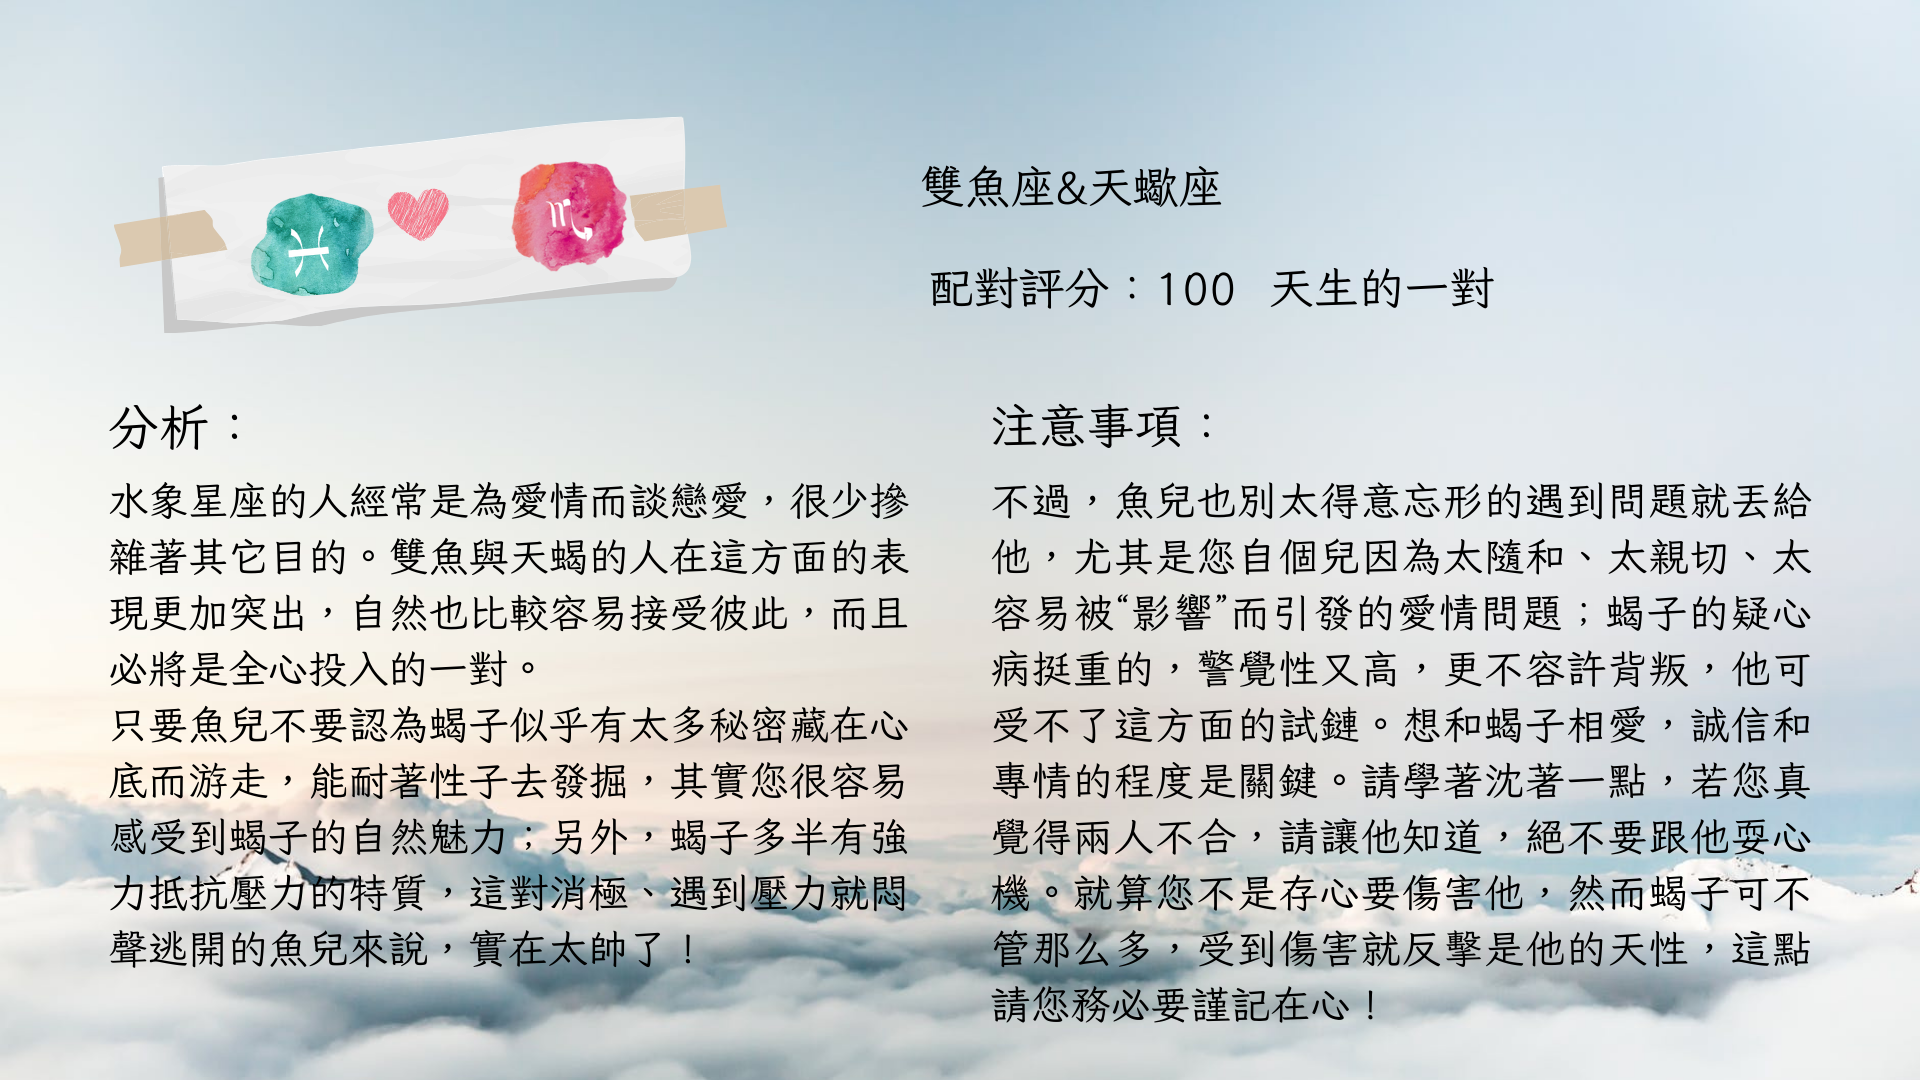 雙魚座&天蠍座
配對評分：100 天生的一對
分析：
水象星座的人經常是為愛情而談戀愛，很少摻
雜著其它目的。雙魚與天蝎的人在這方面的表
現更加突出，自然也比較容易接受彼此，而且
必將是全心投入的一對。
只要魚兒不要認為蝎子似乎有太多秘密藏在心
底而游走，能耐著性子去發掘，其實您很容易
感受到蝎子的自然魅力；另外，蝎子多半有強
力抵抗壓力的特質，這對消極、遇到壓力就悶
聲逃開的魚兒來說，實在太帥了！
注意事項：
不過，魚兒也別太得意忘形的遇到問題就丟給
他，尤其是您自個兒因為太隨和、太親切、太
容易被“影響”而引發的愛情問題；蝎子的疑心
病挺重的，警覺性又高，更不容許背叛，他可
受不了這方面的試鏈。想和蝎子相愛，誠信和
專情的程度是關鍵。請學著沈著一點，若您真
覺得兩人不合，請讓他知道，絕不要跟他耍心
機。就算您不是存心要傷害他，然而蝎子可不
管那么多，受到傷害就反擊是他的天性，這點
請您務必要謹記在心！